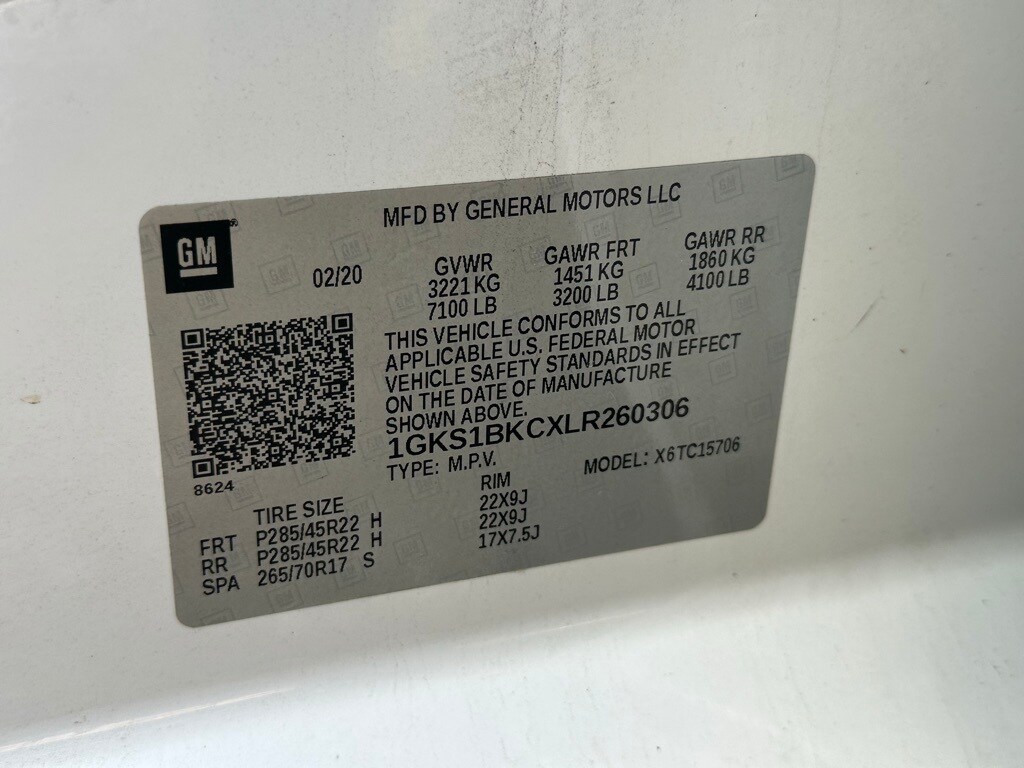 MFD BY GENERAL MOTORS LLC
GM
02/20
GVWR GAWR FRT GAWR RR
3221 KG 1451 KG 1860 KG
7100 LB 3200 LB 4100 LB
THIS VEHICLE CONFORMS TO ALL
APPLICABLE U.S. FEDERAL MOTOR
VEHICLE SAFETY STANDARDS IN EFFECT
ON THE DATE OF MANUFACTURE
SHOWN ABOVE.
1GKS1BKCXLR260306
TYPE: M.P.V. MODEL: X6TC15706
8624
TIRE SIZE RIM
FRT P285/45R22 H 22X9J
RR P285/45R22 H 22X9J
SPA 265/70R17 S 17X7.5J